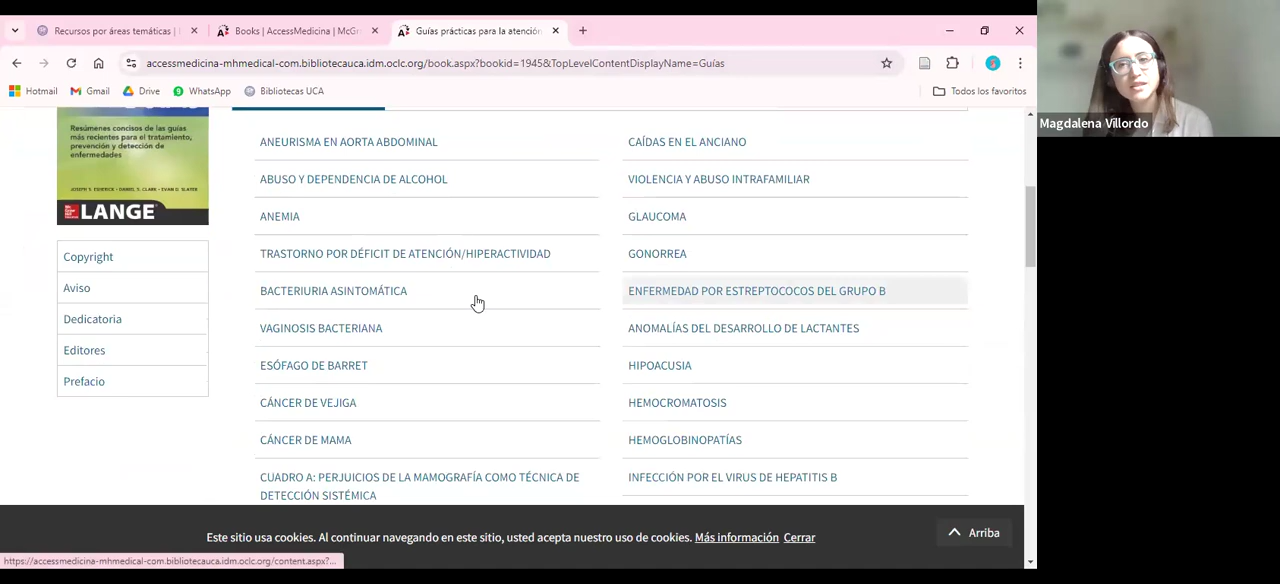 Recursos por áreas temáticas |
Books | AccessMedicina | McGr
Guías prácticas para la atención
accessmedicina-mhmedical-com.bibliotecauca.idm.oclc.org/book.aspx?bookid=1945&TopLevelContentDisplayName=Guías
Hotmail
Gmail
Drive
WhatsApp
Bibliotecas UCA
Todos los favoritos
Resúmenes concisos de las guías
más recientes para el tratamiento,
prevención y detección de
enfermedades
LANGE
Copyright
Aviso
Dedicatoria
Editores
Prefacio
ANEURISMA EN AORTA ABDOMINAL
ABUSO Y DEPENDENCIA DE ALCOHOL
ANEMIA
TRASTORNO POR DÉFICIT DE ATENCIÓN/HIPERACTIVIDAD
BACTERIURIA ASINTOMÁTICA
VAGINOSIS BACTERIANA
ESÓFAGO DE BARRET
CÁNCER DE VEJIGA
CÁNCER DE MAMA
CUADRO A: PERJUICIOS DE LA MAMOGRAFÍA COMO TÉCNICA DE
DETECCIÓN SISTÉMICA
CAÍDAS EN EL ANCIANO
VIOLENCIA Y ABUSO INTRAFAMILIAR
GLAUCOMA
GONORREA
ENFERMEDAD POR ESTREPTOCOCOS DEL GRUPO B
ANOMALÍAS DEL DESARROLLO DE LACTANTES
HIPOACUSIA
HEMOCROMATOSIS
HEMOGLOBINOPATÍAS
INFECCIÓN POR EL VIRUS DE HEPATITIS B
Este sitio usa cookies. Al continuar navegando en este sitio, usted acepta nuestro uso de cookies. Más información Cerrar
Arriba
https://accessmedicina-mhmedical-com.bibliotecauca.idm.oclc.org/content.aspx?...
Magdalena Villordo